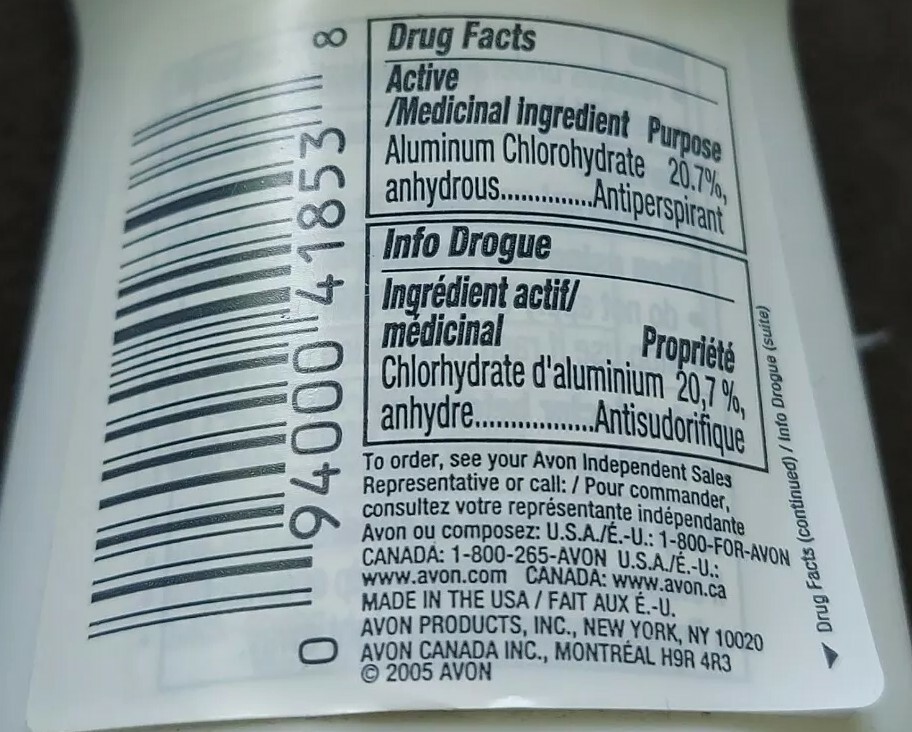 Drug Facts
Active
/Medicinal ingredient Purpose
Aluminum Chlorohydrate 20.7%,
anhydrous...............Antiperspirant
Info Drogue
Ingrédient actif/
médicinal Propriété
Chlorhydrate d'aluminium 20,7 %,
anhydre..................Antisudorifique
To order, see your Avon Independent Sales
Representative or call: / Pour commander,
consultez votre représentante indépendante
Avon ou composez: U.S.A./É.-U.: 1-800-FOR-AVON
CANADA: 1-800-265-AVON U.S.A./É.-U.:
www.avon.com CANADA: www.avon.ca
MADE IN THE USA / FAIT AUX É.-U.
AVON PRODUCTS, INC., NEW YORK, NY 10020
AVON CANADA INC., MONTRÉAL H9R 4R3
© 2005 AVON
0 94000 41853 8
▼ Drug Facts (continued) / Info Drogue (suite)